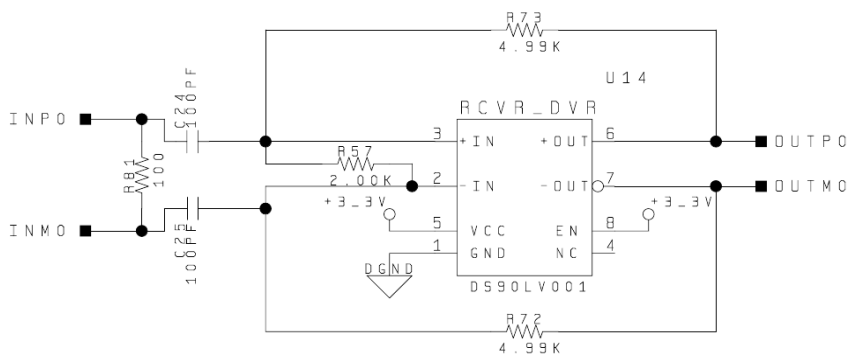 R73
4.99K
U14
C24
100PF
RCVR_DVR
INPO
3
+IN
+OUT
6
OUTPO
R81
100
R57
2.00K
2
-IN
-OUT
7
OUTMO
+3_3V
+3_3V
INMO
5
VCC
EN
8
C25
100PF
1
GND
NC
4
DGND
DS90LV001
R72
4.99K